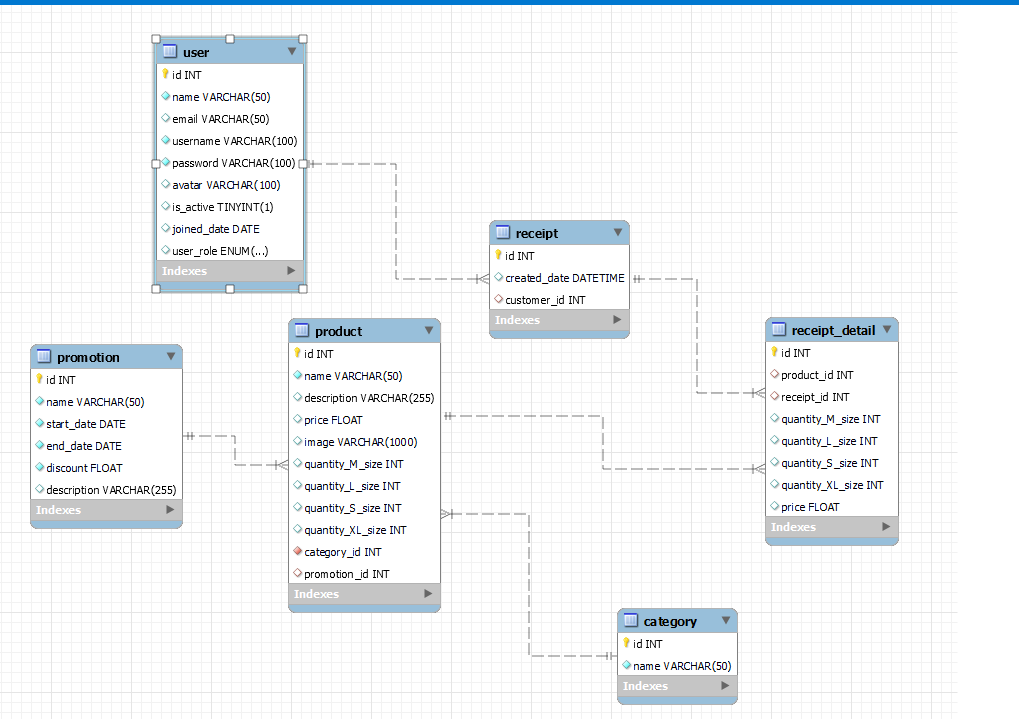 user
id INT
name VARCHAR(50)
email VARCHAR(50)
username VARCHAR(100)
password VARCHAR(100)
avatar VARCHAR(100)
is_active TINYINT(1)
joined_date DATE
user_role ENUM(...)
Indexes
receipt
id INT
created_date DATETIME
customer_id INT
Indexes
promotion
id INT
name VARCHAR(50)
start_date DATE
end_date DATE
discount FLOAT
description VARCHAR(255)
Indexes
product
id INT
name VARCHAR(50)
description VARCHAR(255)
price FLOAT
image VARCHAR(1000)
quantity_M_size INT
quantity_L_size INT
quantity_S_size INT
quantity_XL_size INT
category_id INT
promotion_id INT
Indexes
receipt_detail
id INT
product_id INT
receipt_id INT
quantity_M_size INT
quantity_L_size INT
quantity_S_size INT
quantity_XL_size INT
price FLOAT
Indexes
category
id INT
name VARCHAR(50)
Indexes